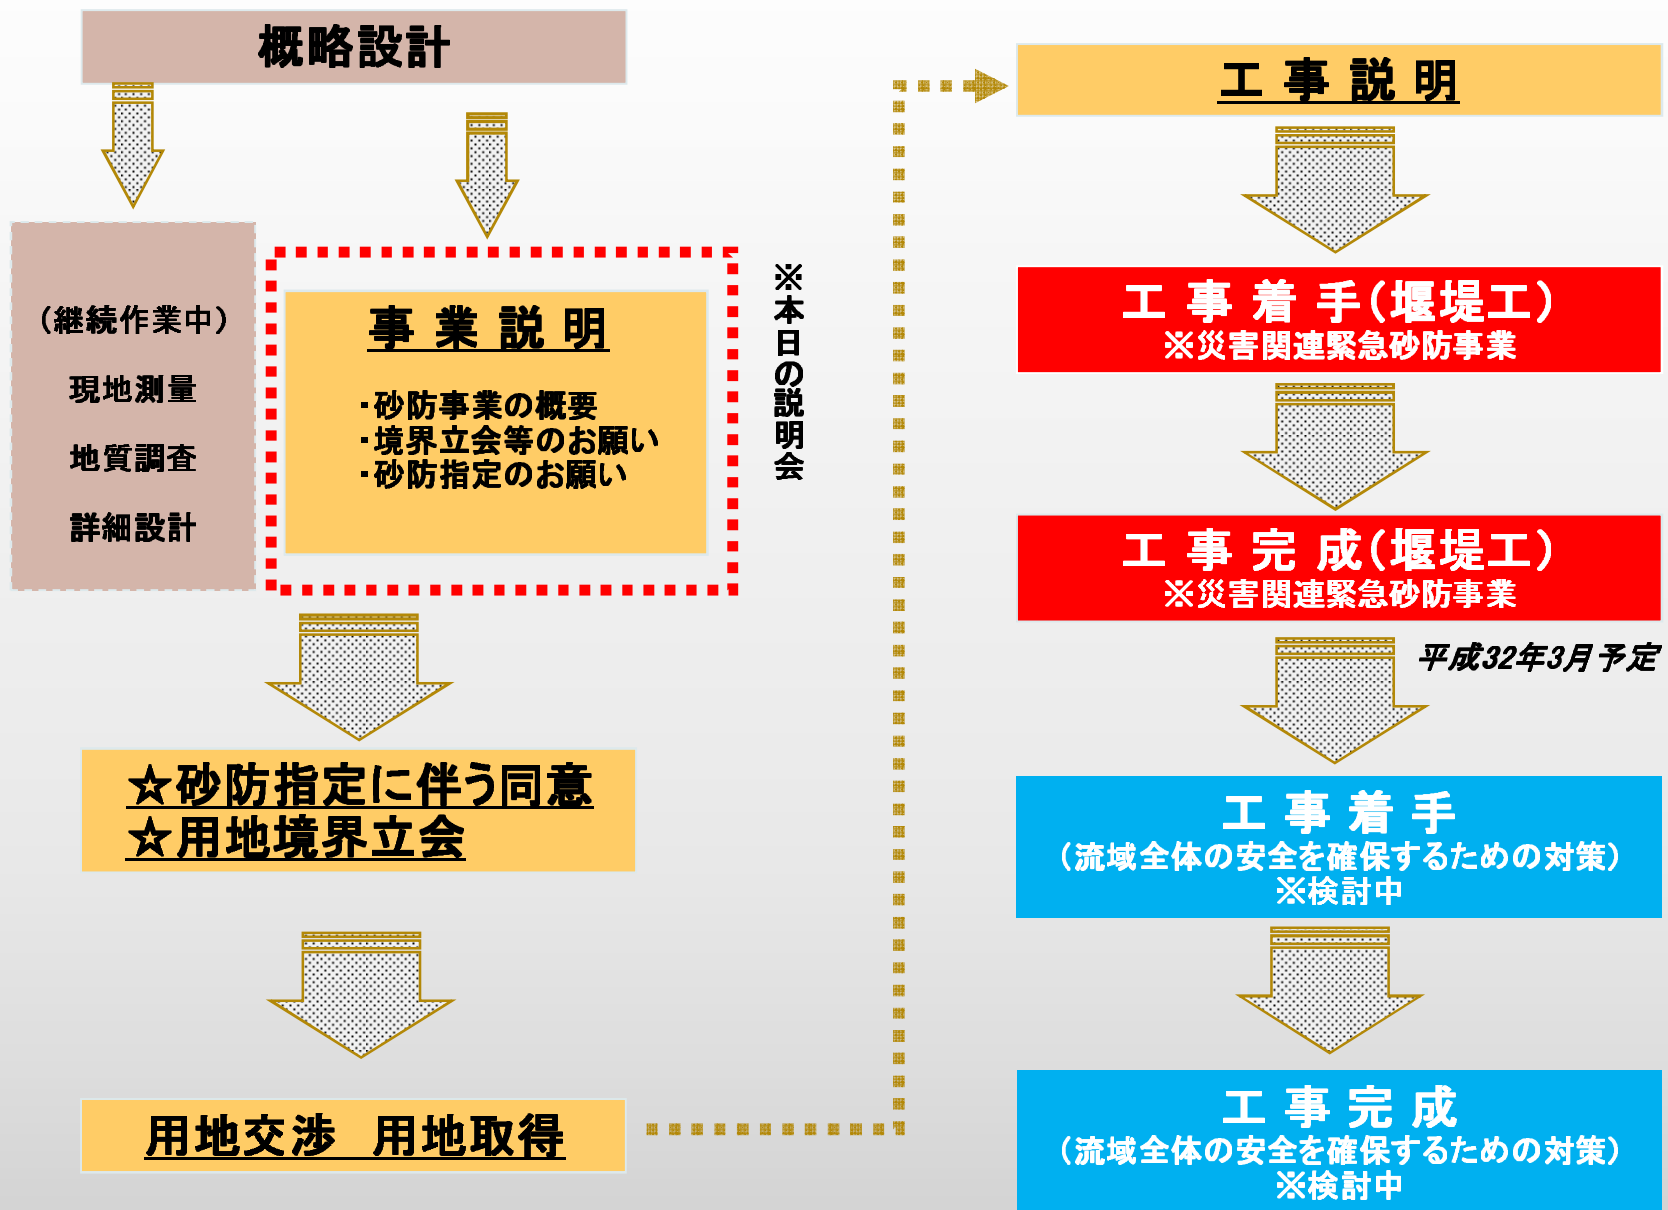 概略設計
(継続作業中)
現地測量
地質調査
詳細設計
事業説明
・砂防事業の概要
・境界立会等のお願い
・砂防指定のお願い
※本日の説明会
☆砂防指定に伴う同意
☆用地境界立会
用地交渉　用地取得
工事説明
工事着手(堰堤工)
※災害関連緊急砂防事業
工事完成(堰堤工)
※災害関連緊急砂防事業
平成32年3月予定
工事着手
(流域全体の安全を確保するための対策)
※検討中
工事完成
(流域全体の安全を確保するための対策)
※検討中